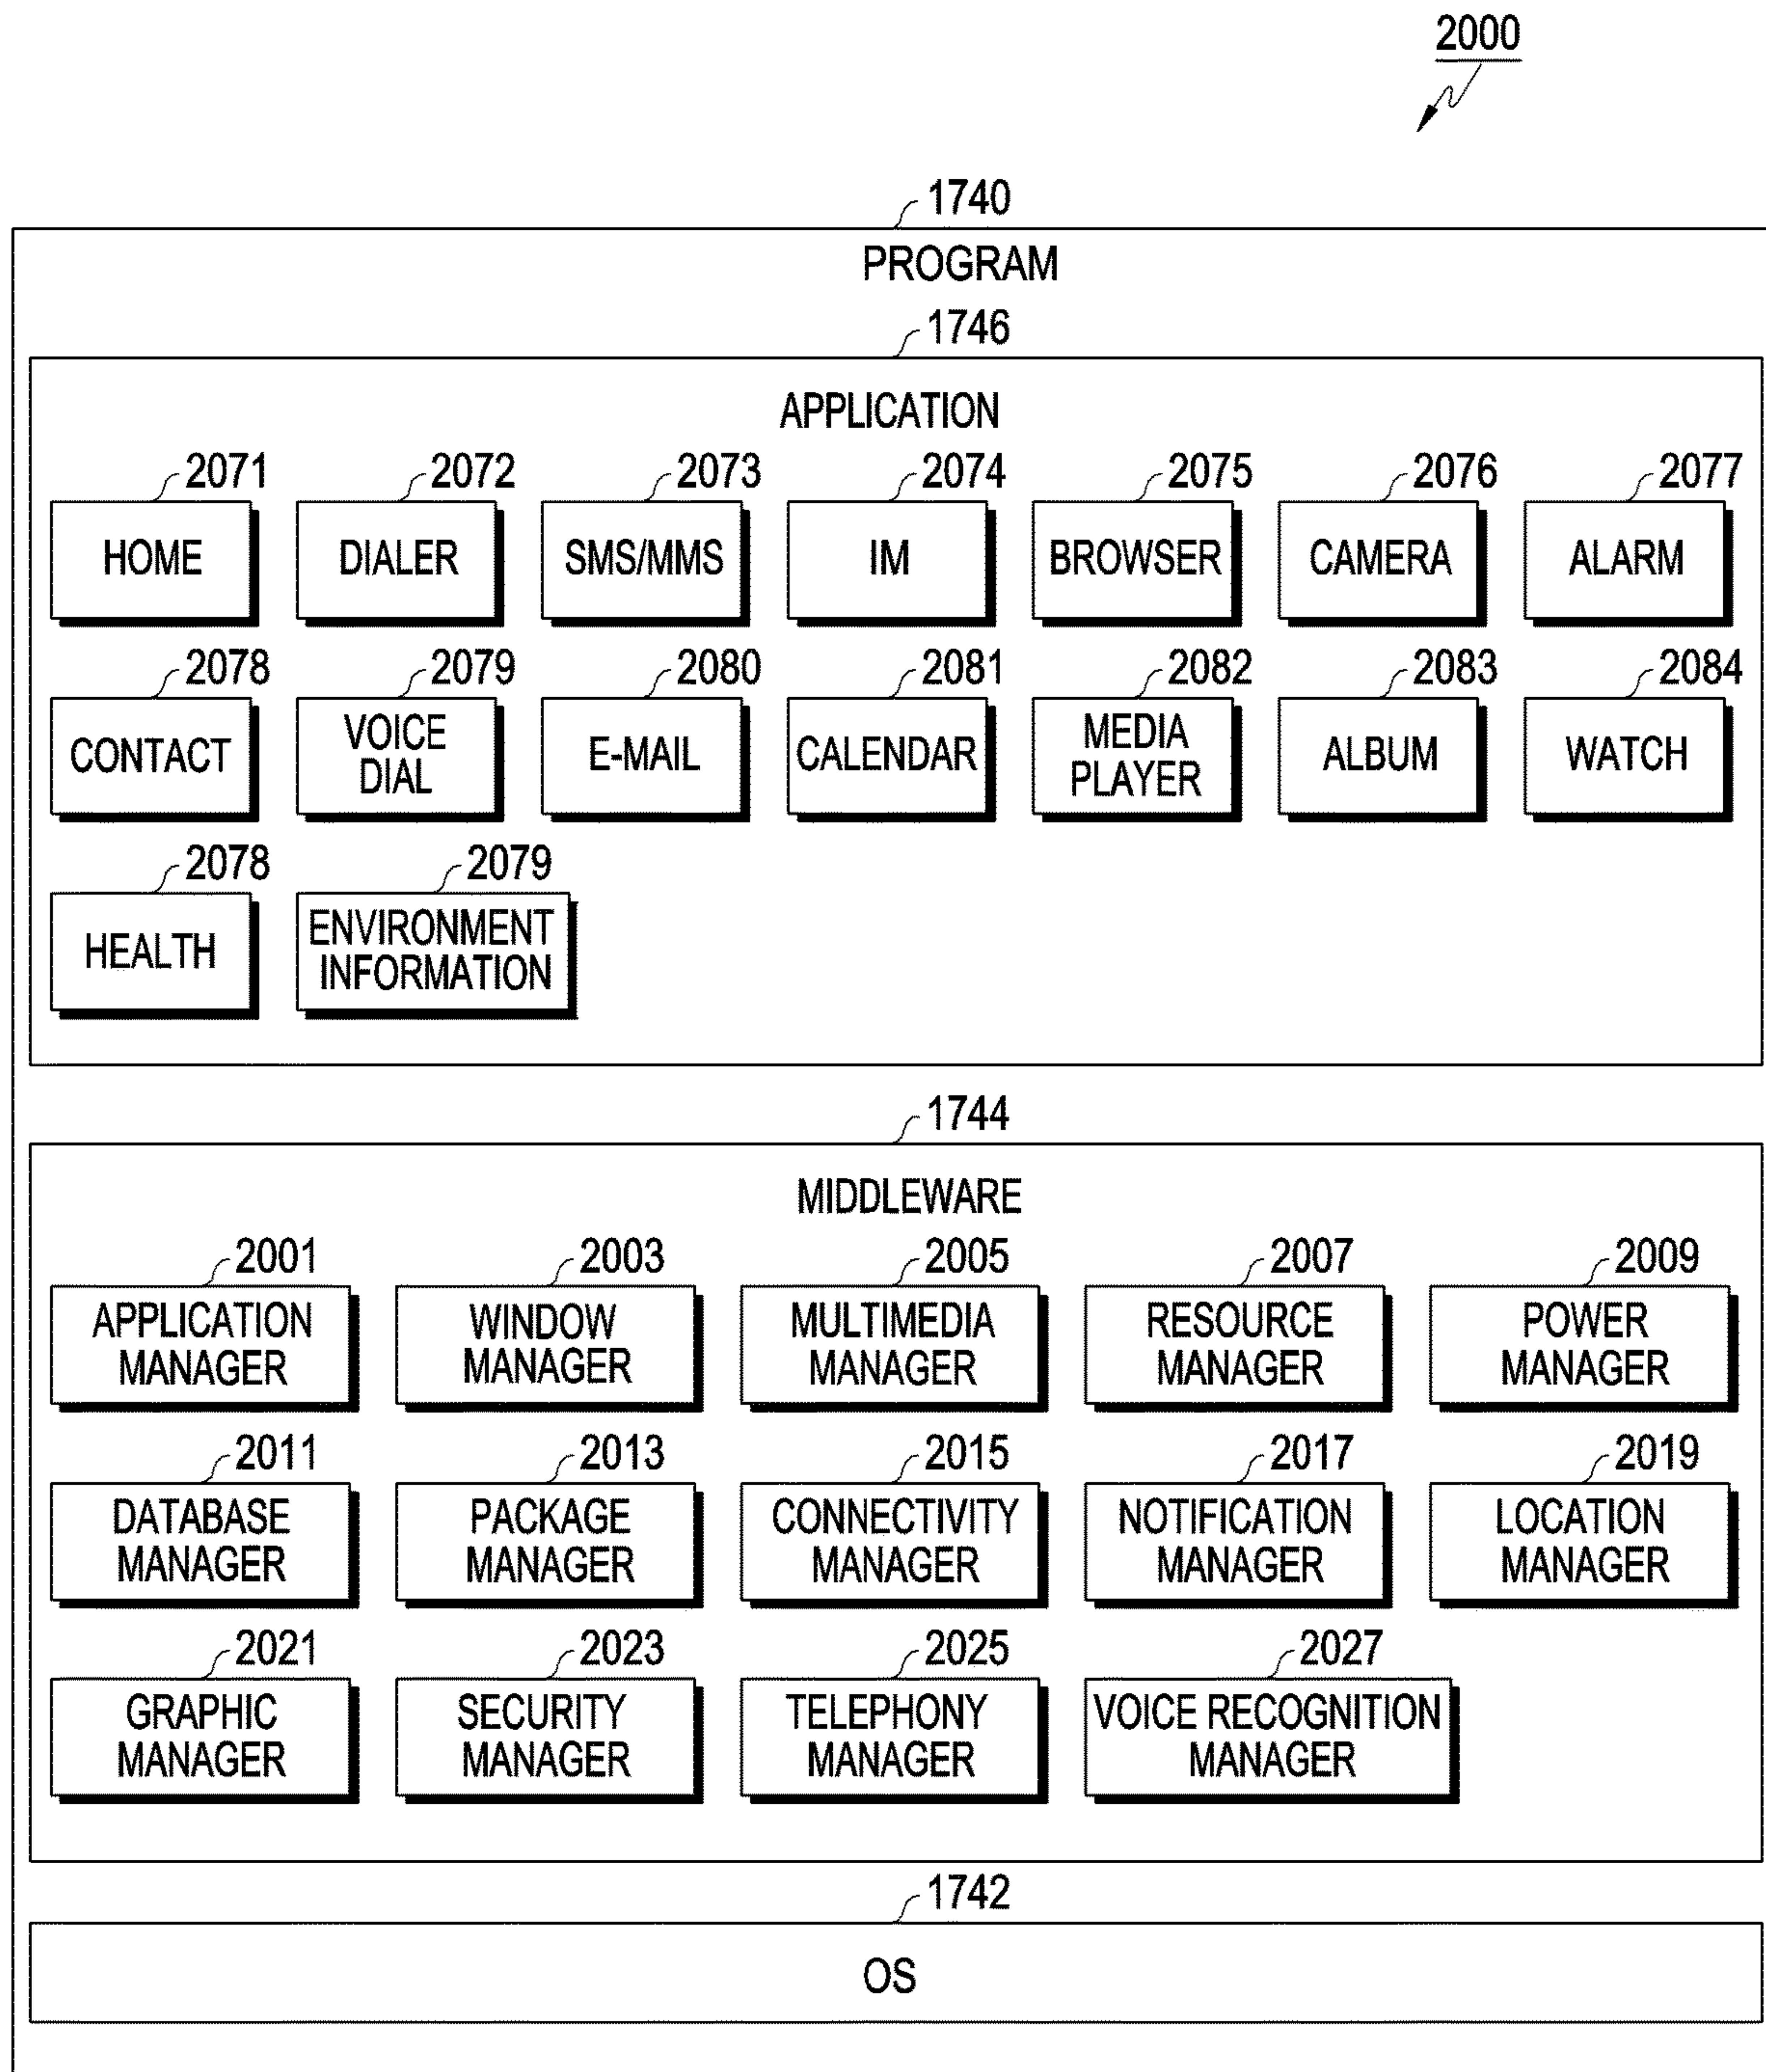 2000
1740
PROGRAM
1746
APPLICATION
2071 2072 2073 2074 2075 2076 2077
HOME DIALER SMS/MMS IM BROWSER CAMERA ALARM
2078 2079 2080 2081 2082 2083 2084
CONTACT VOICE DIAL E-MAIL CALENDAR MEDIA PLAYER ALBUM WATCH
2078 2079
HEALTH ENVIRONMENT INFORMATION
1744
MIDDLEWARE
2001 2003 2005 2007 2009
APPLICATION WINDOW MULTIMEDIA RESOURCE POWER
MANAGER MANAGER MANAGER MANAGER MANAGER
2011 2013 2015 2017 2019
DATABASE PACKAGE CONNECTIVITY NOTIFICATION LOCATION
MANAGER MANAGER MANAGER MANAGER MANAGER
2021 2023 2025 2027
GRAPHIC SECURITY TELEPHONY VOICE RECOGNITION
MANAGER MANAGER MANAGER MANAGER
1742
OS